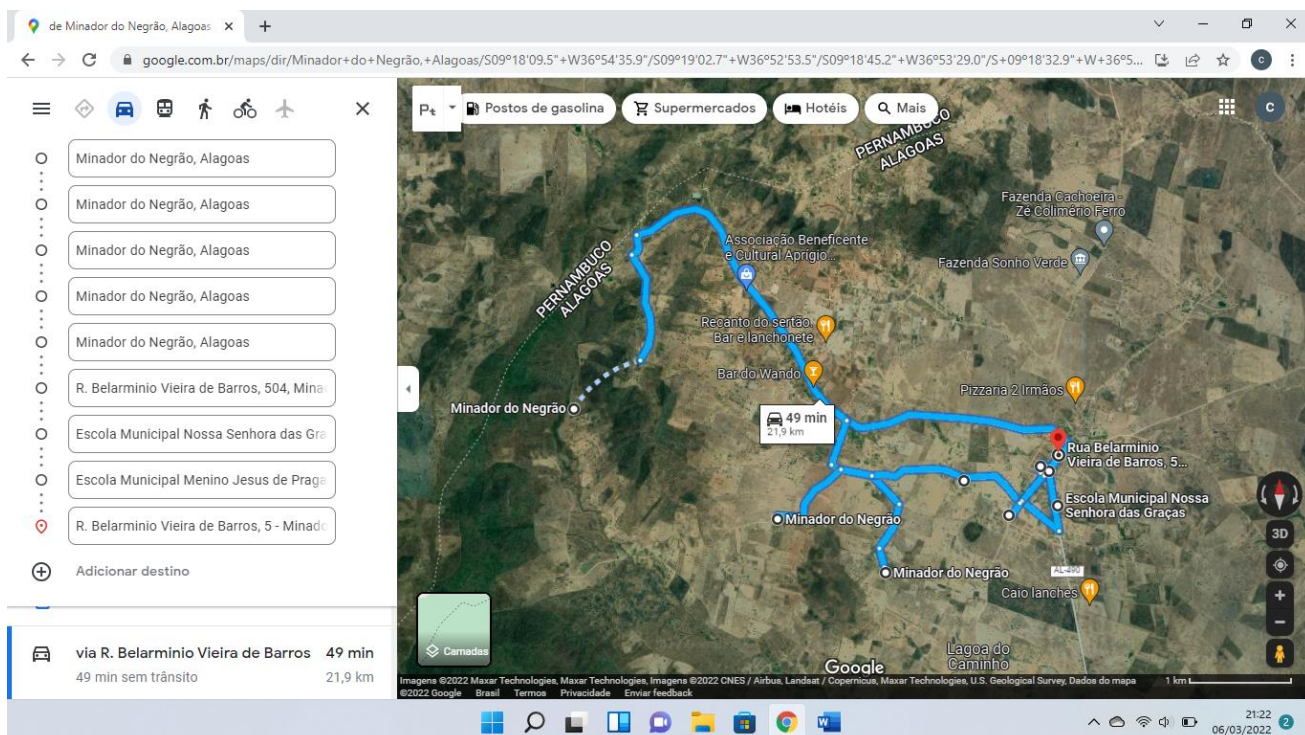 de Minador do Negrão, Alagoas
google.com.br/maps/dir/Minador+do+Negrão,+Alagoas/S09°18'09.5"+W36°54'35.9"/S09°19'02.7"+W36°52'53.5"/S09°18'45.2"+W36°53'29.0"/S+09°18'32.9"+W+36°5...
C
Minador do Negrão, Alagoas
Minador do Negrão, Alagoas
Minador do Negrão, Alagoas
Minador do Negrão, Alagoas
Minador do Negrão, Alagoas
R. Belarminio Vieira de Barros, 504, Mina
Escola Municipal Nossa Senhora das Gra
Escola Municipal Menino Jesus de Praga
R. Belarminio Vieira de Barros, 5 - Minado
Adicionar destino
via R. Belarminio Vieira de Barros 49 min
49 min sem trânsito 21,9 km
Pt
Postos de gasolina
Supermercados
Hotéis
Mais
C
PERNAMBUCO
ALAGOAS
Fazenda Cachoeira -
Zé Colimério Ferro
Associação Beneficente
e Cultural Aprígio...
Fazenda Sonho Verde
PERNAMBUCO
ALAGOAS
Recanto do sertão
Bar e lanchonete
Bar do Wando
Pizzaria 2 Irmãos
Minador do Negrão
49 min
21,9 km
Rua Belarminio
Vieira de Barros, 5...
Escola Municipal Nossa
Senhora das Graças
Minador do Negrão
3D
Minador do Negrão
AL-490
Caio lanches
Camadas
Lagoa do
Caminho
Google
Imagens ©2022 Maxar Technologies, Maxar Technologies, Imagens ©2022 CNES / Airbus, Landsat / Copernicus, Maxar Technologies, U.S. Geological Survey, Dados do mapa 1 km
©2022 Google Brasil Termos Privacidade Enviar feedback
21:22
06/03/2022
2